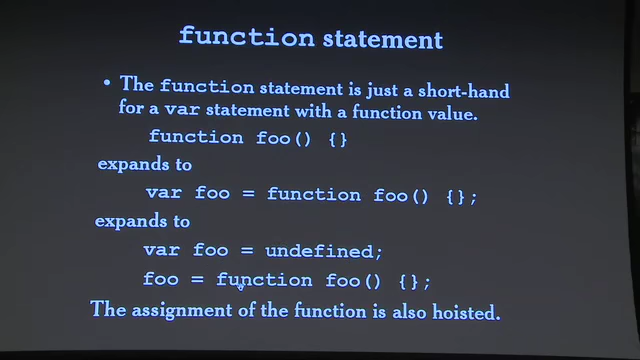 function statement
• The function statement is just a short-hand
for a var statement with a function value.
function foo() {}
expands to
var foo = function foo() {};
expands to
var foo = undefined;
foo = function foo() {};
The assignment of the function is also hoisted.